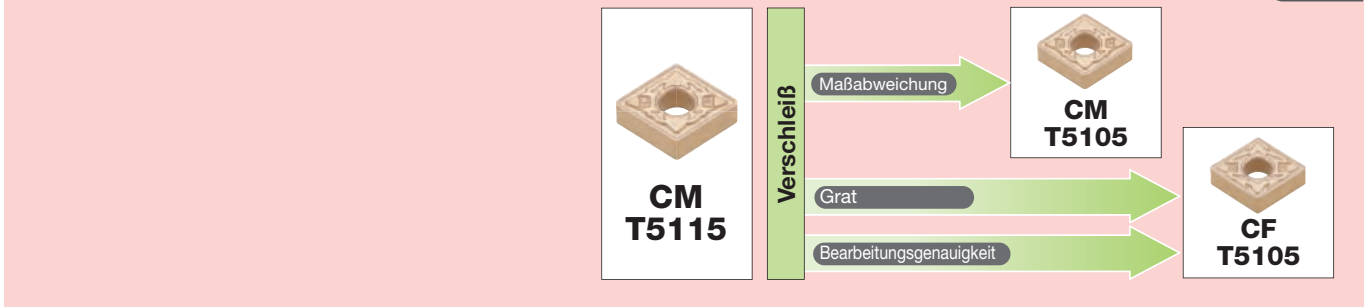 CM
T5115
Verschleiß
Maßabweichung
CM
T5105
Grat
Bearbeitungsgenauigkeit
CF
T5105